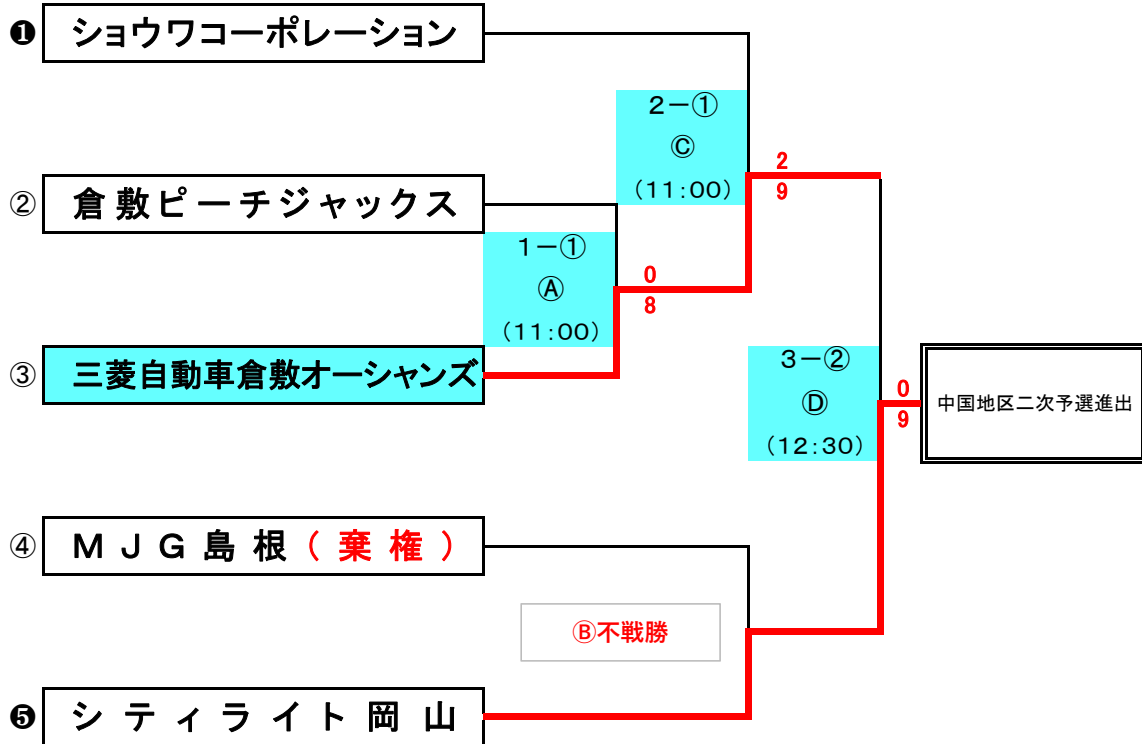 ❶ ショウワコーポレーション
2－①
Ⓒ
(11:00)
2
9
② 倉敷ピーチジャックス
1－①
Ⓐ
(11:00)
0
8
③ 三菱自動車倉敷オーシャンズ
3－②
Ⓓ
(12:30)
0
9
中国地区二次予選進出
④ ＭＪＧ島根(棄権)
Ⓑ不戦勝
❺ シティライト岡山